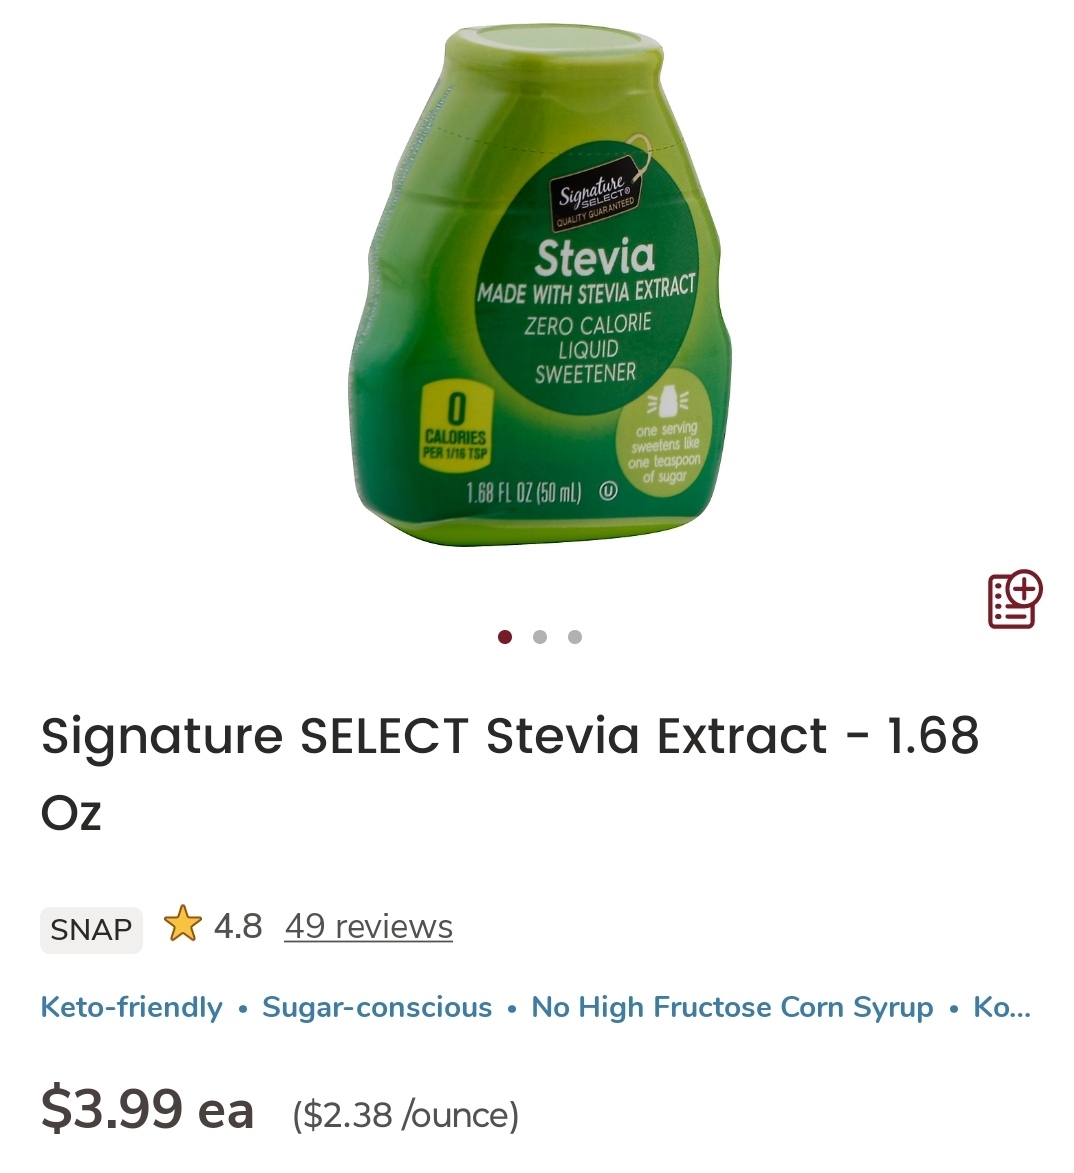 Signature
SELECT®
QUALITY GUARANTEED
Stevia
MADE WITH STEVIA EXTRACT
ZERO CALORIE
LIQUID
SWEETENER
0
CALORIES
PER 1/16 TSP
one serving
sweetens like
one teaspoon
of sugar
1.68 FL OZ (50 mL) U
Signature SELECT Stevia Extract - 1.68
Oz
SNAP 4.8 49 reviews
Keto-friendly • Sugar-conscious • No High Fructose Corn Syrup • Ko...
$3.99 ea ($2.38 /ounce)